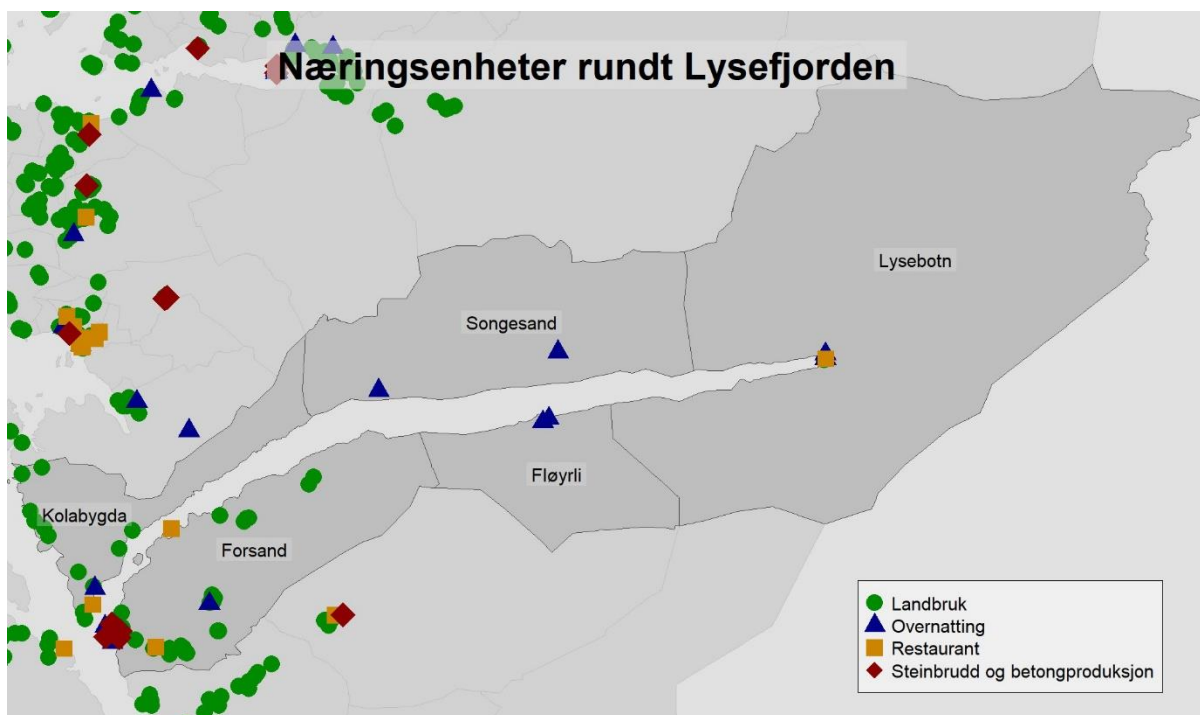 Næringsenheter rundt Lysefjorden
Lysebotn
Songesand
Fløyrli
Kolabygda
Forsand
Landbruk
Overnatting
Restaurant
Steinbrudd og betongproduksjon